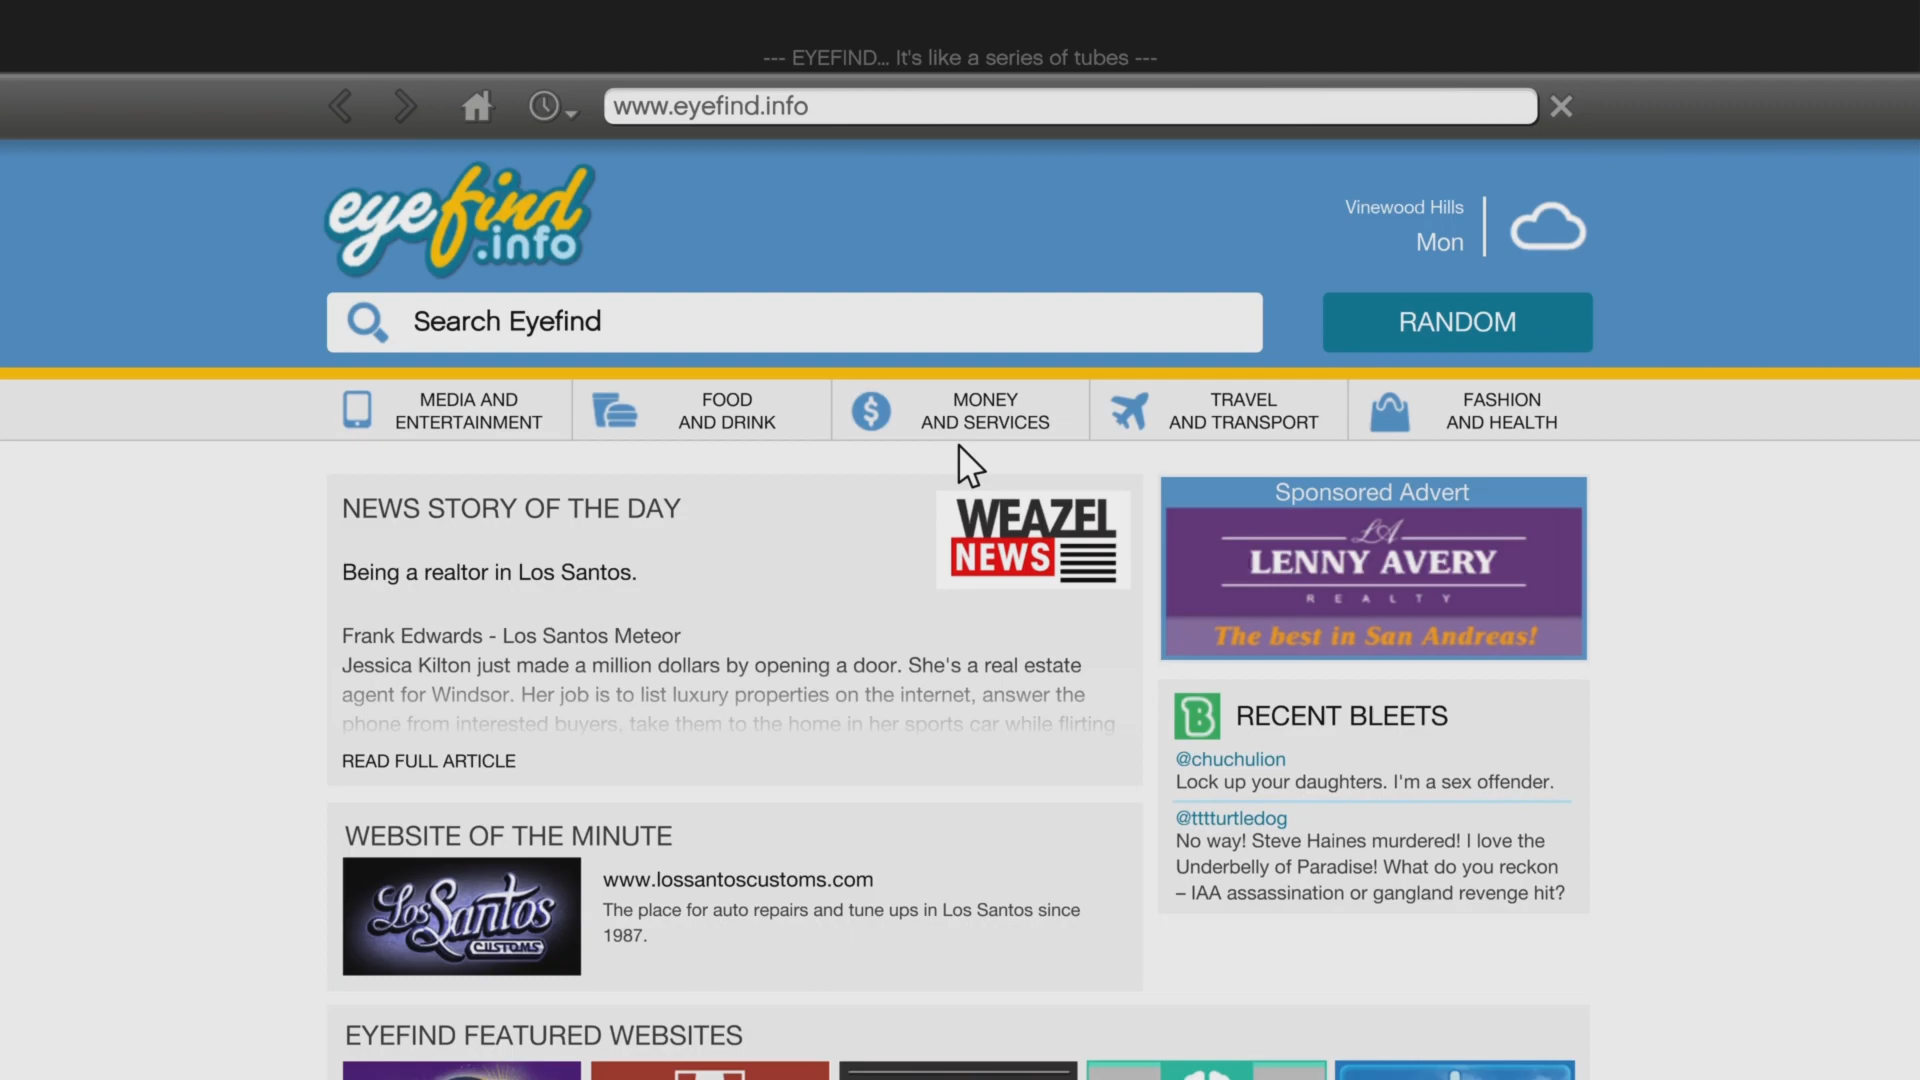 --- EYEFIND... It's like a series of tubes ---
www.eyefind.info
eyefind
.info
Vinewood Hills
Mon
Search Eyefind
RANDOM
MEDIA AND
ENTERTAINMENT
FOOD
AND DRINK
MONEY
AND SERVICES
TRAVEL
AND TRANSPORT
FASHION
AND HEALTH
NEWS STORY OF THE DAY
WEAZEL
NEWS
Being a realtor in Los Santos.
Frank Edwards - Los Santos Meteor
Jessica Kilton just made a million dollars by opening a door. She's a real estate
agent for Windsor. Her job is to list luxury properties on the internet, answer the
phone from interested buyers, take them to the home in her sports car while flirting
READ FULL ARTICLE
Sponsored Advert
LA
LENNY AVERY
REALTY
The best in San Andreas!
B
RECENT BLEETS
@chuchulion
Lock up your daughters. I'm a sex offender.
@tttturtledog
No way! Steve Haines murdered! I love the
Underbelly of Paradise! What do you reckon
– IAA assassination or gangland revenge hit?
WEBSITE OF THE MINUTE
Los Santos
CUSTOMS
www.lossantoscustoms.com
The place for auto repairs and tune ups in Los Santos since
1987.
EYEFIND FEATURED WEBSITES